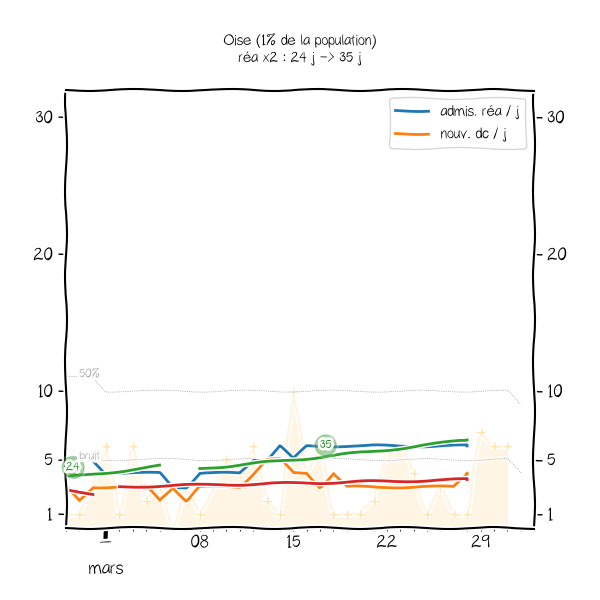 Oise (1% de la population)
réa x2 : 24 j -> 35 j
admis. réa / j
nouv. dc / j
30
30
20
20
50%
10
10
35
bruit
24
5
5
1
1
08
15
22
29
mars